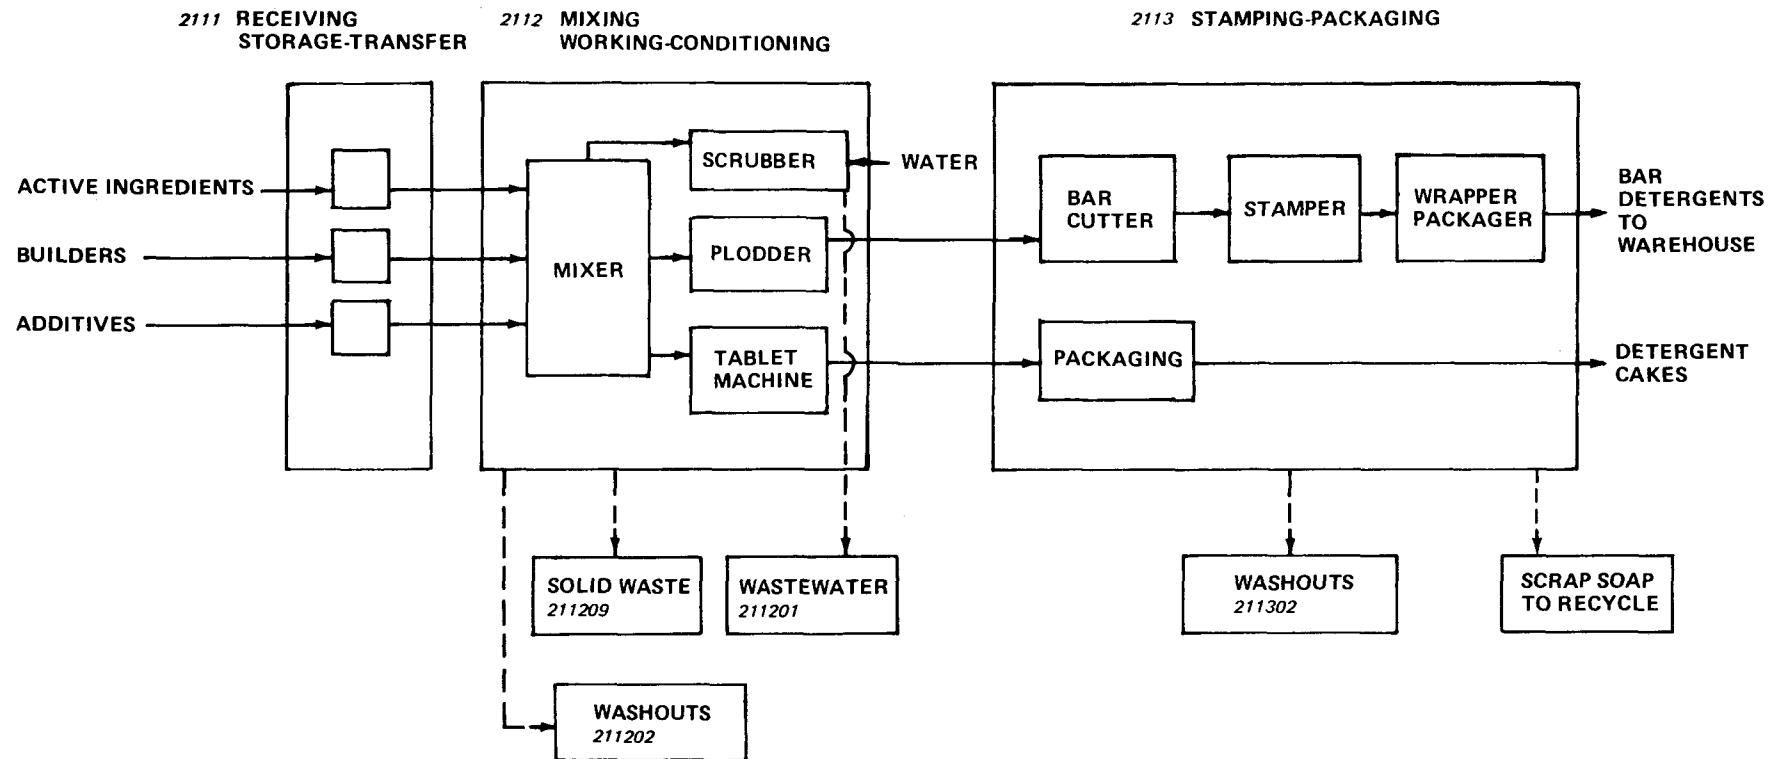 2111 RECEIVING
STORAGE-TRANSFER
2112 MIXING
WORKING-CONDITIONING
2113 STAMPING-PACKAGING
ACTIVE INGREDIENTS
BUILDERS
ADDITIVES
MIXER
SCRUBBER
WATER
PLODDER
TABLET
MACHINE
BAR
CUTTER
STAMPER
WRAPPER
PACKAGER
BAR
DETERGENTS
TO
WAREHOUSE
PACKAGING
DETERGENT
CAKES
SOLID WASTE
211209
WASTEWATER
211201
WASHOUTS
211302
SCRAP SOAP
TO RECYCLE
WASHOUTS
211202